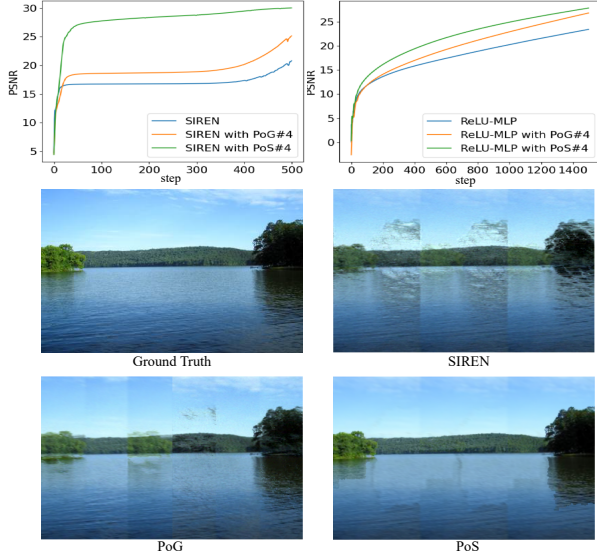 30
25
20
15
10
5
PSNR
SIREN
SIREN with PoG#4
SIREN with PoS#4
0 100 200 300 400 500
step
25
20
15
10
5
0
PSNR
ReLU-MLP
ReLU-MLP with PoG#4
ReLU-MLP with PoS#4
0 200 400 600 800 1000 1200 1400
step
Ground Truth
SIREN
PoG
PoS